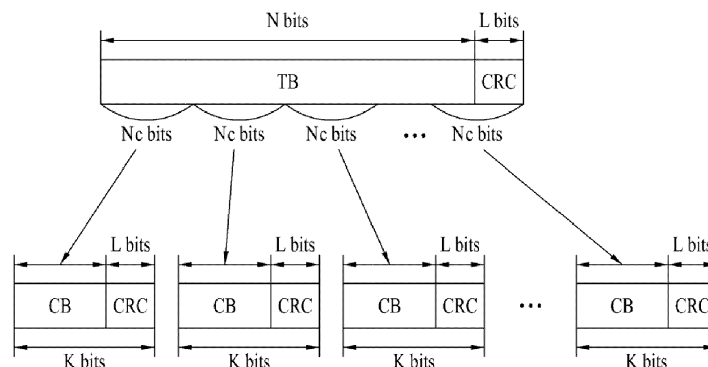 N bits L bits
TB CRC
Nc bits Nc bits Nc bits ... Nc bits
L bits L bits L bits L bits
CB CRC CB CRC CB CRC ... CB CRC
K bits K bits K bits K bits